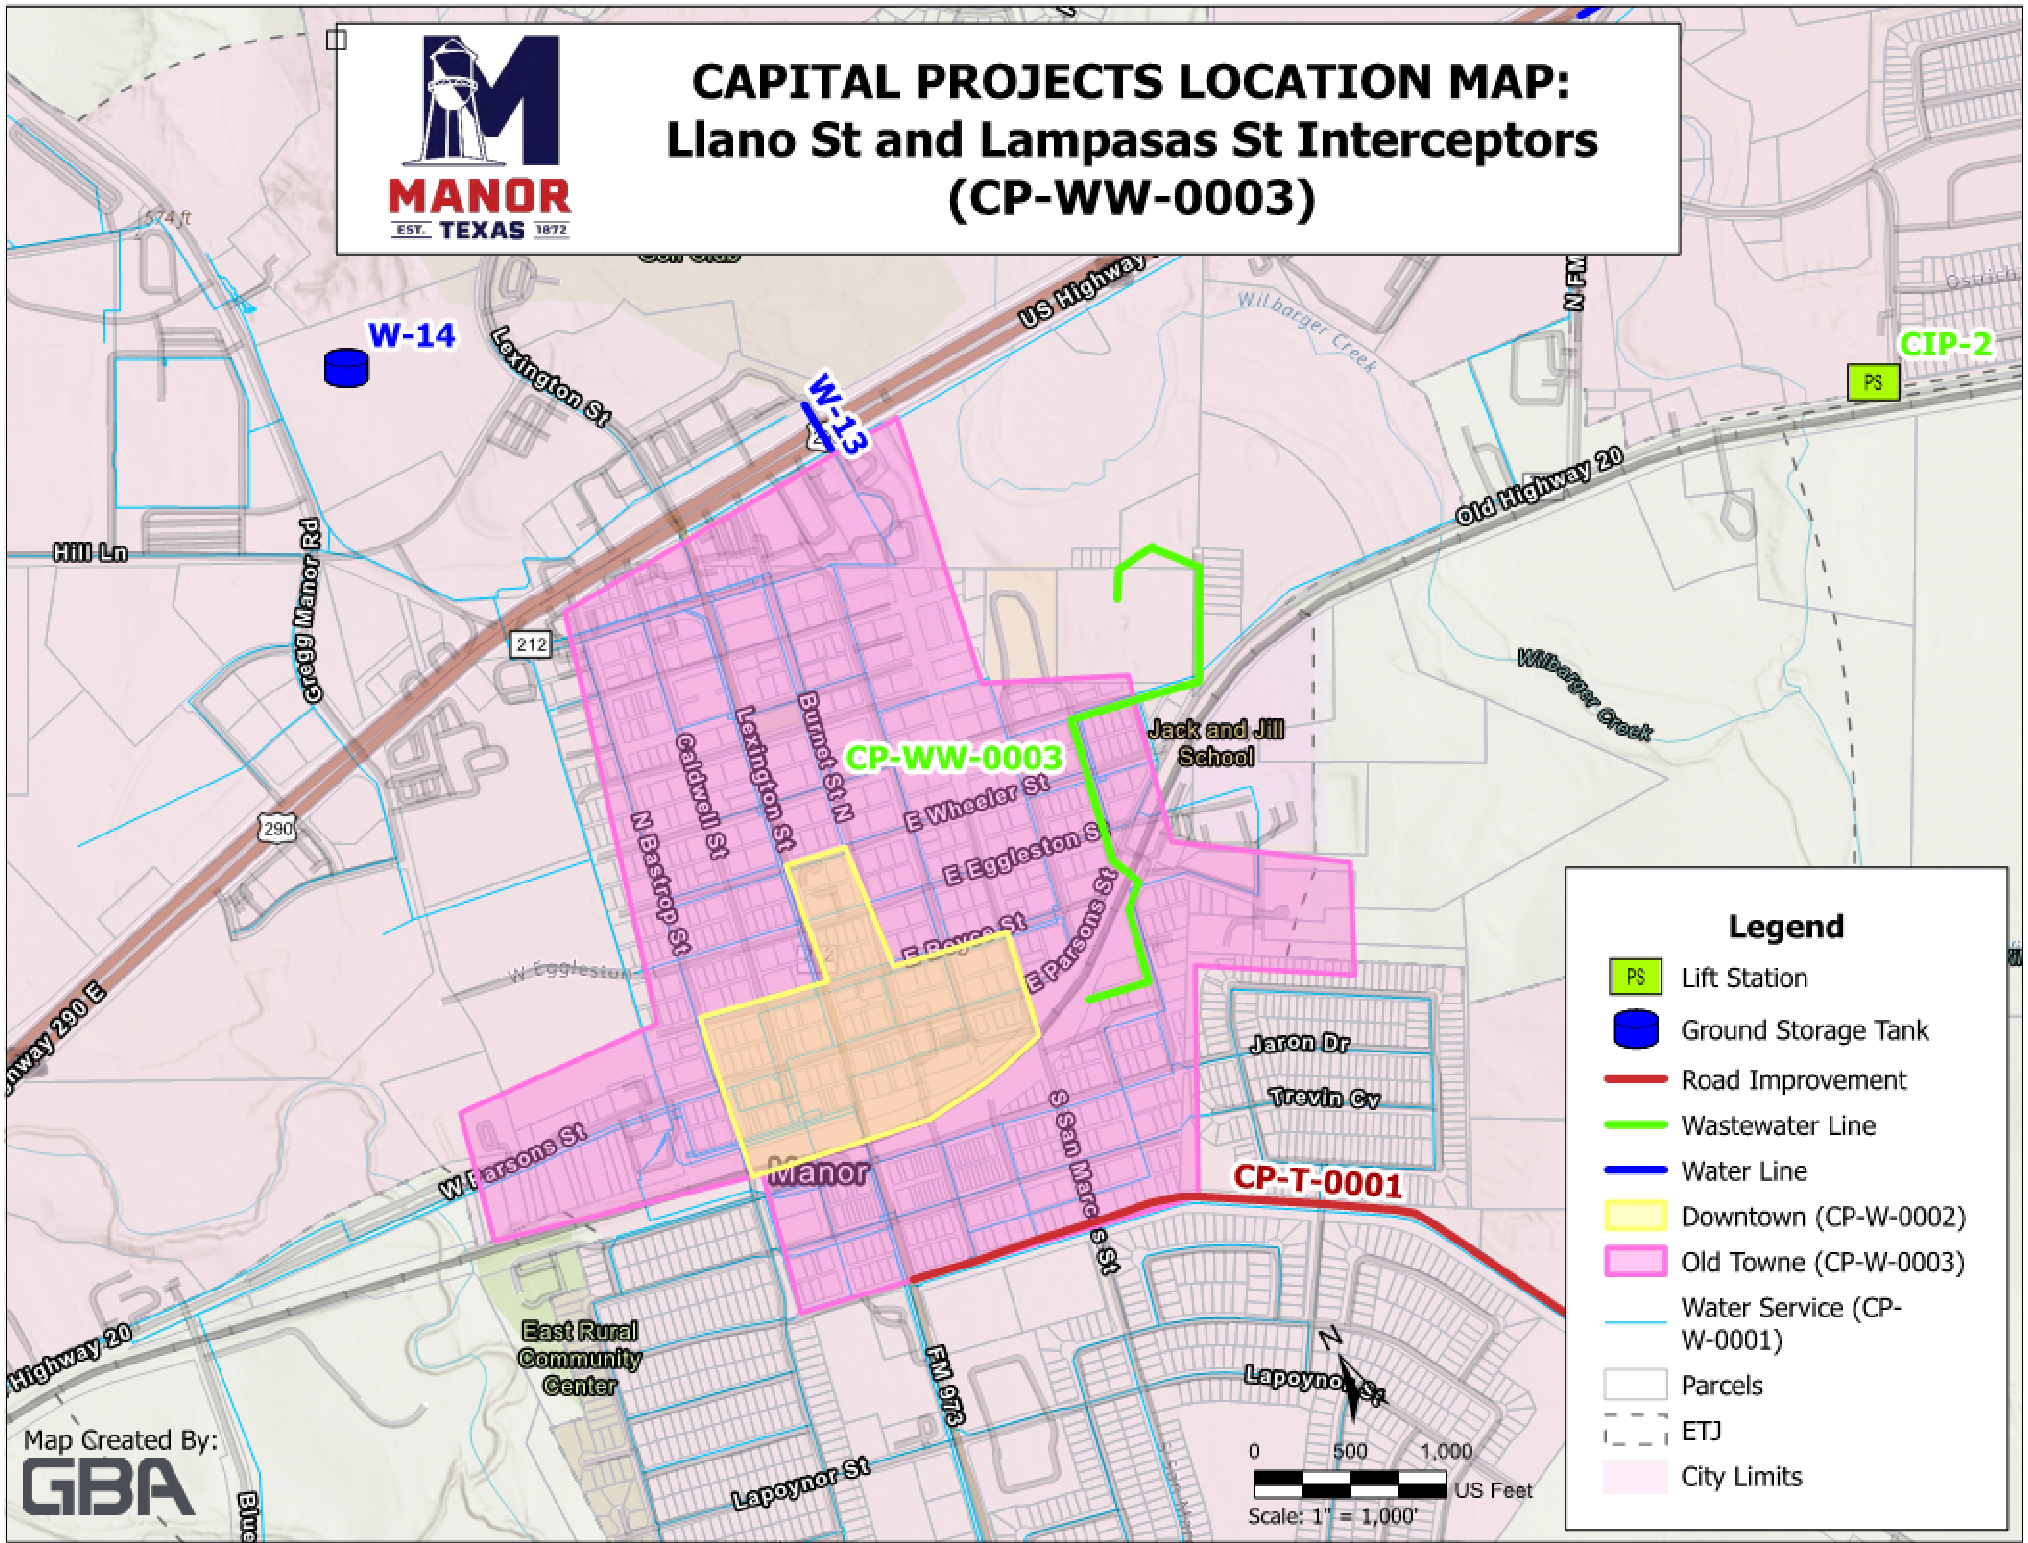 CAPITAL PROJECTS LOCATION MAP:
Llano St and Lampasas St Interceptors
(CP-WW-0003)
MANOR
EST. TEXAS 1872
574 ft
US Highway
Wilbarger Creek
N FM
W-14
Lexington St
W-13
CIP-2
PS
Old Highway 20
Hill Ln
Gregg Manor Rd
212
Wilbarger Creek
Burnet St N
Lexington St
Caldwell St
N Bastrop St
CP-WW-0003
Jack and Jill
School
E Wheeler St
E Eggleston S
E Boyce St
E Parsons St
290
W Eggleston
Highway 290 E
Jaron Dr
Trevin Cv
S San Marcos St
W Parsons St
Manor
CP-T-0001
East Rural
Community
Center
Highway 20
FM 973
Lapoynor St
Lapoynor St
Blue
N
0 500 1,000
US Feet
Scale: 1" = 1,000'
Map Created By:
GBA
Legend
PS Lift Station
Ground Storage Tank
Road Improvement
Wastewater Line
Water Line
Downtown (CP-W-0002)
Old Towne (CP-W-0003)
Water Service (CP-
W-0001)
Parcels
ETJ
City Limits